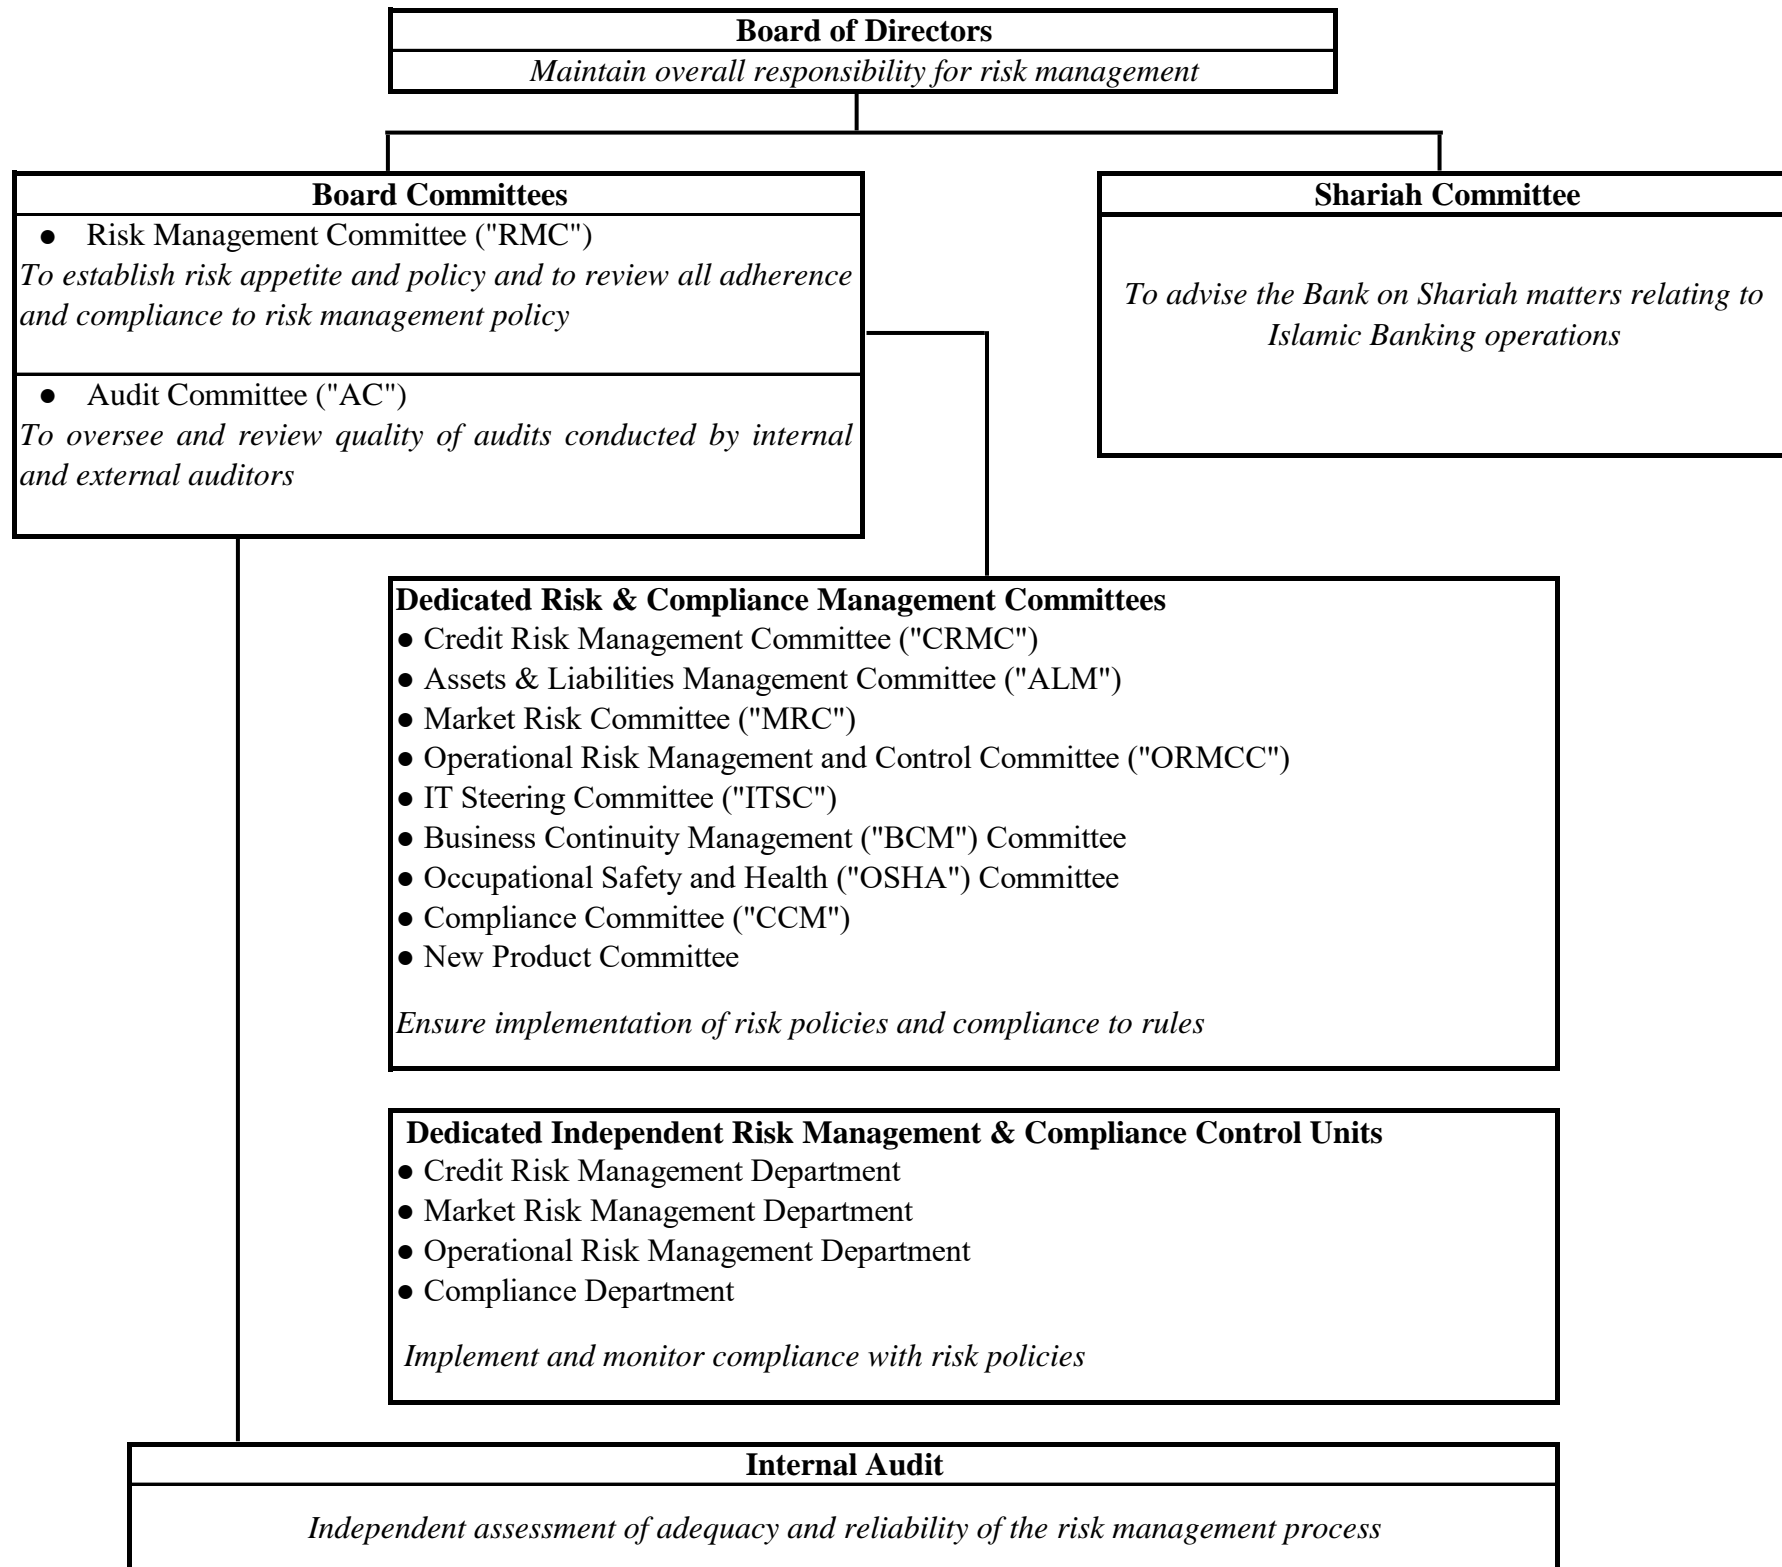 Board of Directors
Maintain overall responsibility for risk management
Board Committees
● Risk Management Committee ("RMC")
To establish risk appetite and policy and to review all adherence
and compliance to risk management policy
● Audit Committee ("AC")
To oversee and review quality of audits conducted by internal
and external auditors
Shariah Committee
To advise the Bank on Shariah matters relating to
Islamic Banking operations
Dedicated Risk & Compliance Management Committees
● Credit Risk Management Committee ("CRMC")
● Assets & Liabilities Management Committee ("ALM")
● Market Risk Committee ("MRC")
● Operational Risk Management and Control Committee ("ORMCC")
● IT Steering Committee ("ITSC")
● Business Continuity Management ("BCM") Committee
● Occupational Safety and Health ("OSHA") Committee
● Compliance Committee ("CCM")
● New Product Committee
Ensure implementation of risk policies and compliance to rules
Dedicated Independent Risk Management & Compliance Control Units
● Credit Risk Management Department
● Market Risk Management Department
● Operational Risk Management Department
● Compliance Department
Implement and monitor compliance with risk policies
Internal Audit
Independent assessment of adequacy and reliability of the risk management process